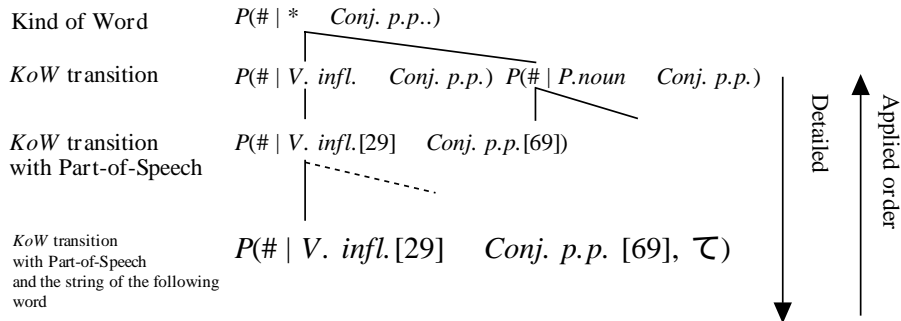 Kind of Word
P(# | * Conj. p.p..)
KoW transition
P(# | V. infl. Conj. p.p.) P(# | P.noun Conj. p.p.)
KoW transition
with Part-of-Speech
P(# | V. infl.[29] Conj. p.p.[69])
KoW transition
with Part-of-Speech
and the string of the following
word
P(# | V. infl.[29] Conj. p.p. [69], て)
Detailed
Applied order